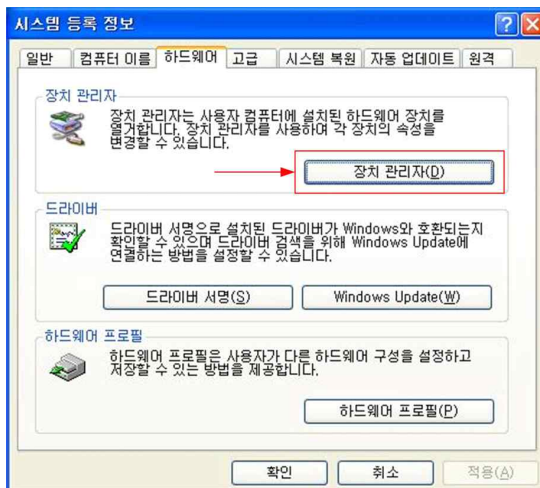 시스템 등록 정보
일반 컴퓨터 이름 하드웨어 고급 시스템 복원 자동 업데이트 원격
장치 관리자
장치 관리자는 사용자 컴퓨터에 설치된 하드웨어 장치를
열거합니다. 장치 관리자를 사용하여 각 장치의 속성을
변경할 수 있습니다.
장치 관리자(D)
드라이버
드라이버 서명으로 설치된 드라이버가 Windows와 호환되는지
확인할 수 있으며 드라이버 검색을 위해 Windows Update에
연결하는 방법을 설정할 수 있습니다.
드라이버 서명(S) Windows Update(W)
하드웨어 프로필
하드웨어 프로필은 사용자가 다른 하드웨어 구성을 설정하고
저장할 수 있는 방법을 제공합니다.
하드웨어 프로필(P)
확인 취소 적용(A)